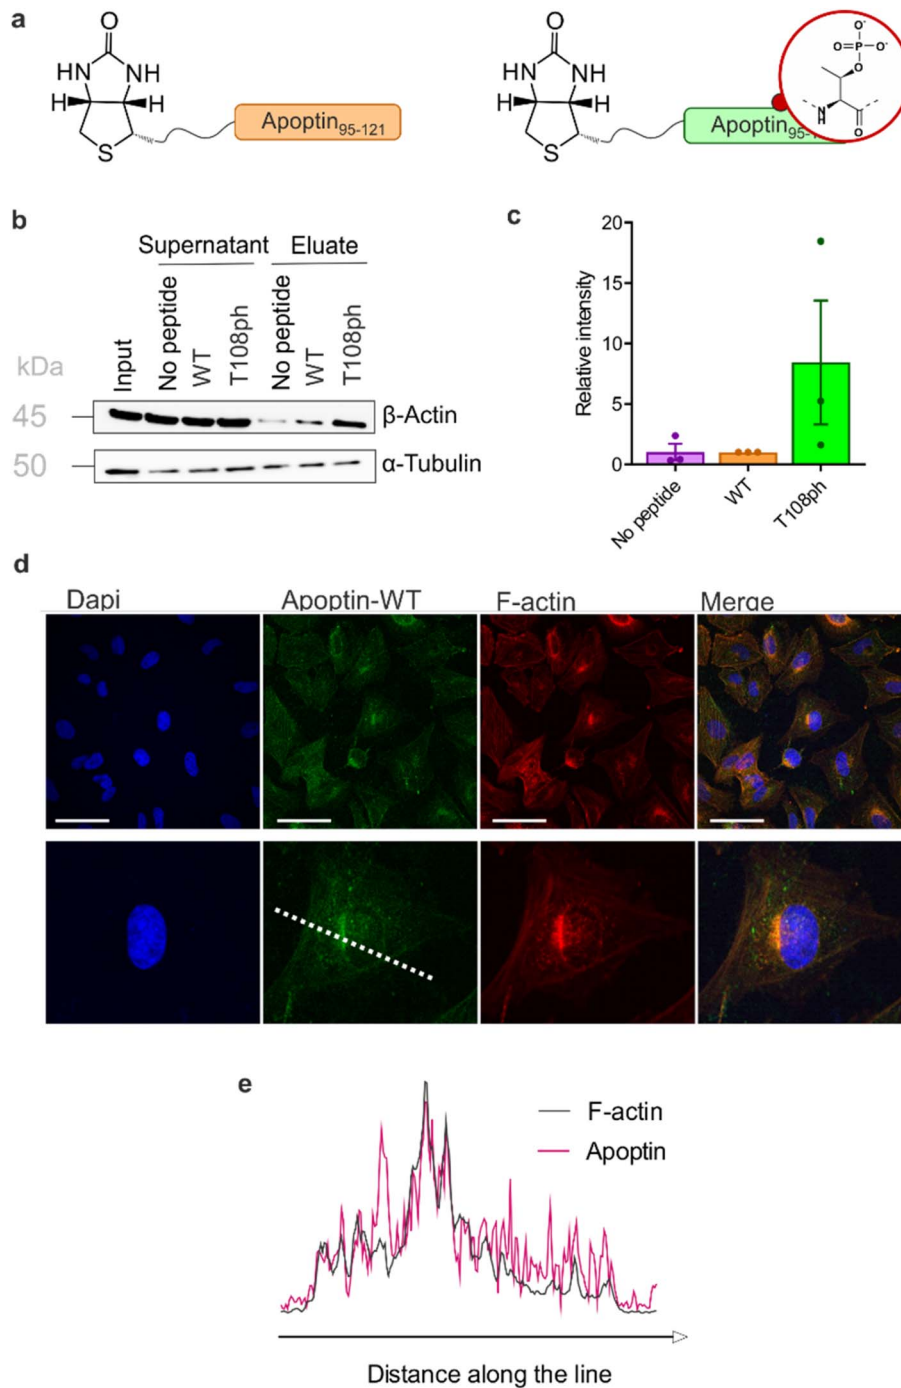 a
O
HN NH
H H
S
Apoptin95-121
O
HN NH
H H
S
Apoptin95-1
O-
O=P-O-
O
N
H
O
b
Supernatant Eluate
kDa
Input
No peptide
WT
T108ph
No peptide
WT
T108ph
45
β-Actin
50
α-Tubulin
c
Relative intensity
20
15
10
5
0
No peptide
WT
T108ph
d
Dapi Apoptin-WT F-actin Merge
e
F-actin
Apoptin
Distance along the line